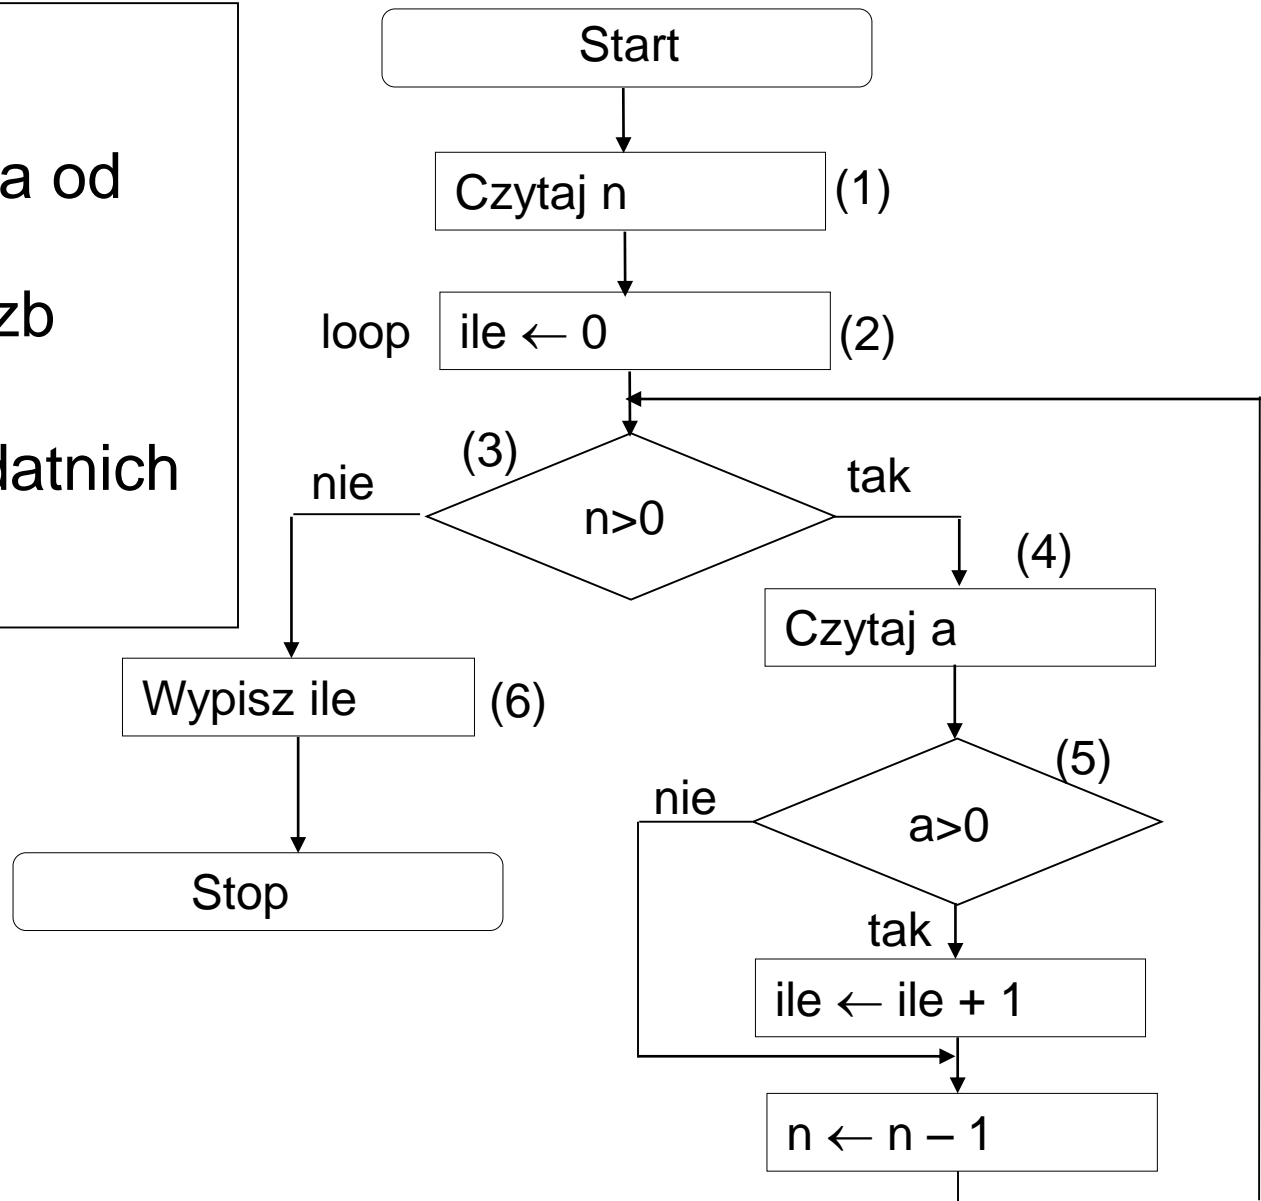 a od
zb
datnich
Start
Czytaj n
(1)
loop
ile ← 0
(2)
(3)
nie
n>0
tak
(4)
Czytaj a
Wypisz ile
(6)
(5)
nie
a>0
Stop
tak
ile ← ile + 1
n ← n – 1